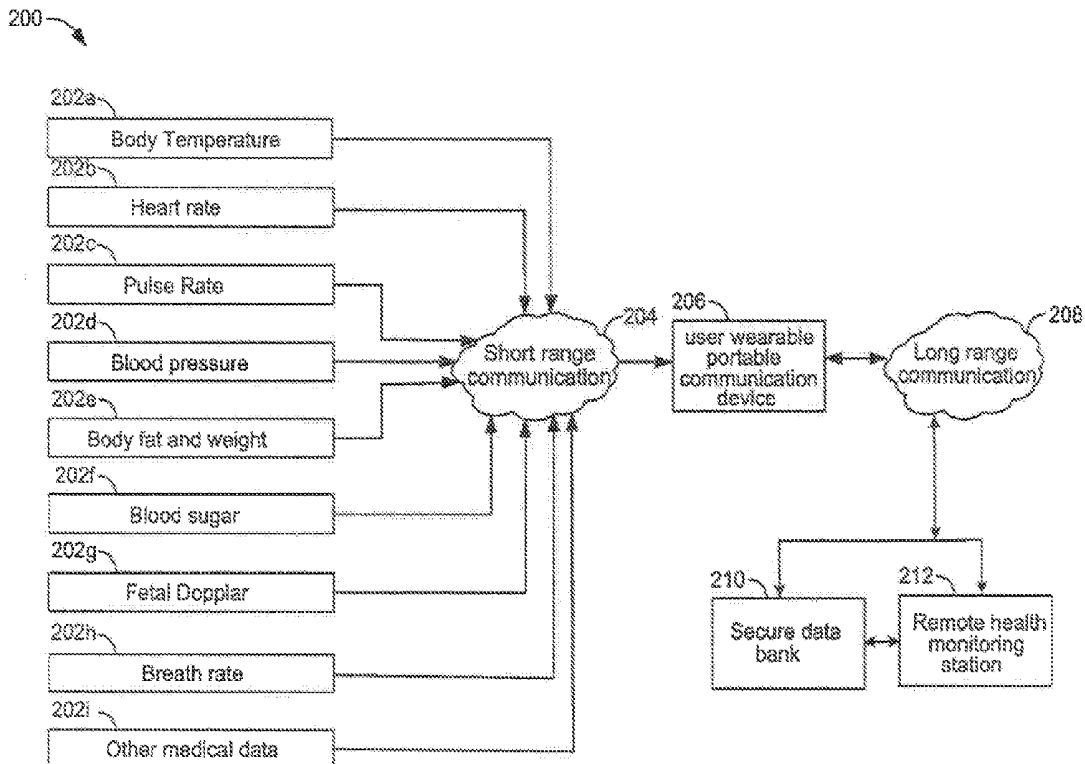 200
202a
Body Temperature
202b
Heart rate
202c
Pulse Rate
202d
Blood pressure
202e
Body fat and weight
202f
Blood sugar
202g
Fetal Dopplar
202h
Breath rate
202i
Other medical data
204
Short range
communication
206
user wearable
portable
communication
device
208
Long range
communication
210
Secure data
bank
212
Remote health
monitoring
station